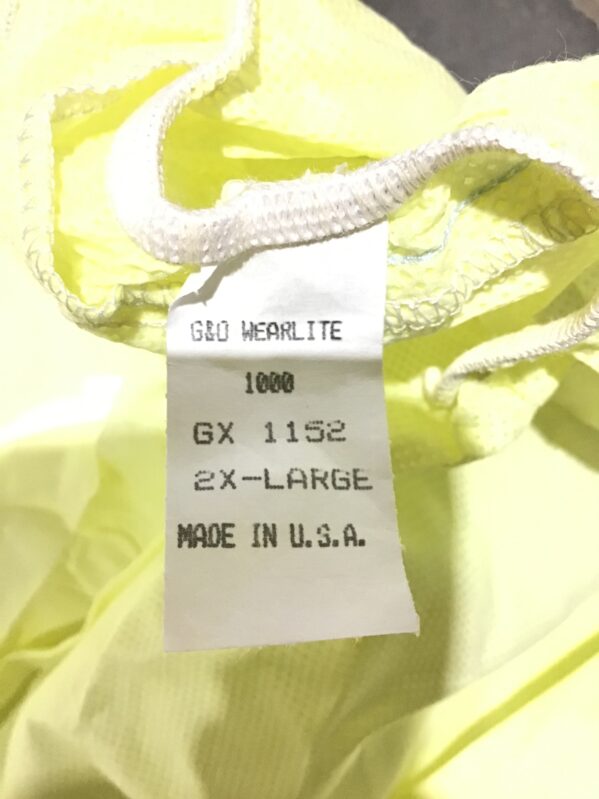 G&O WEARLITE
1000
GX 1152
2X-LARGE
MADE IN U.S.A.